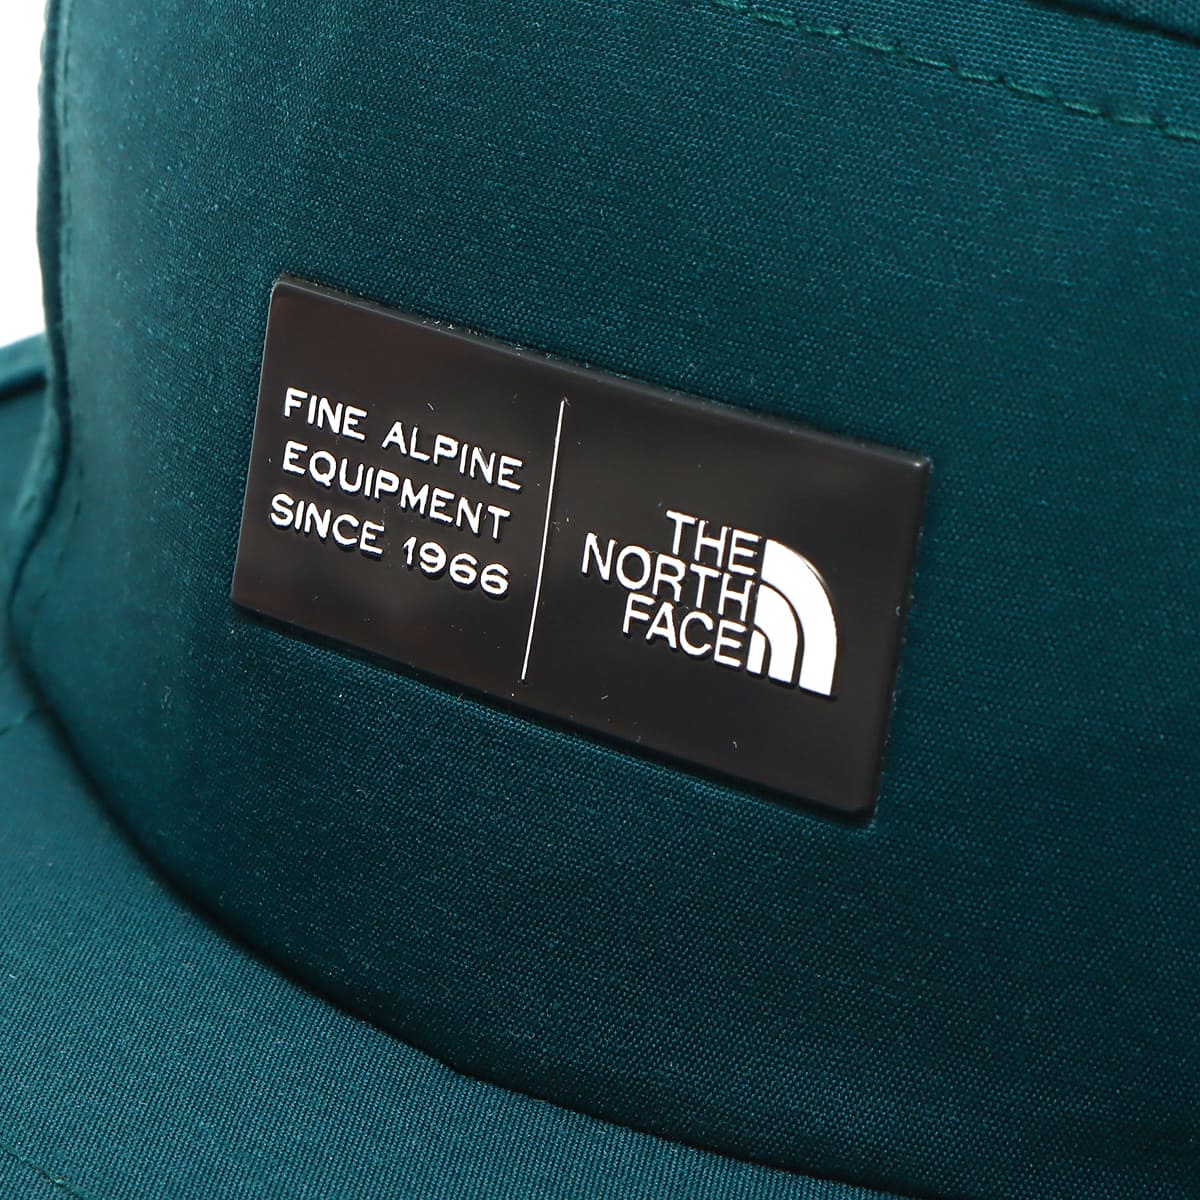 FINE ALPINE
EQUIPMENT
SINCE 1966
THE
NORTH
FACE